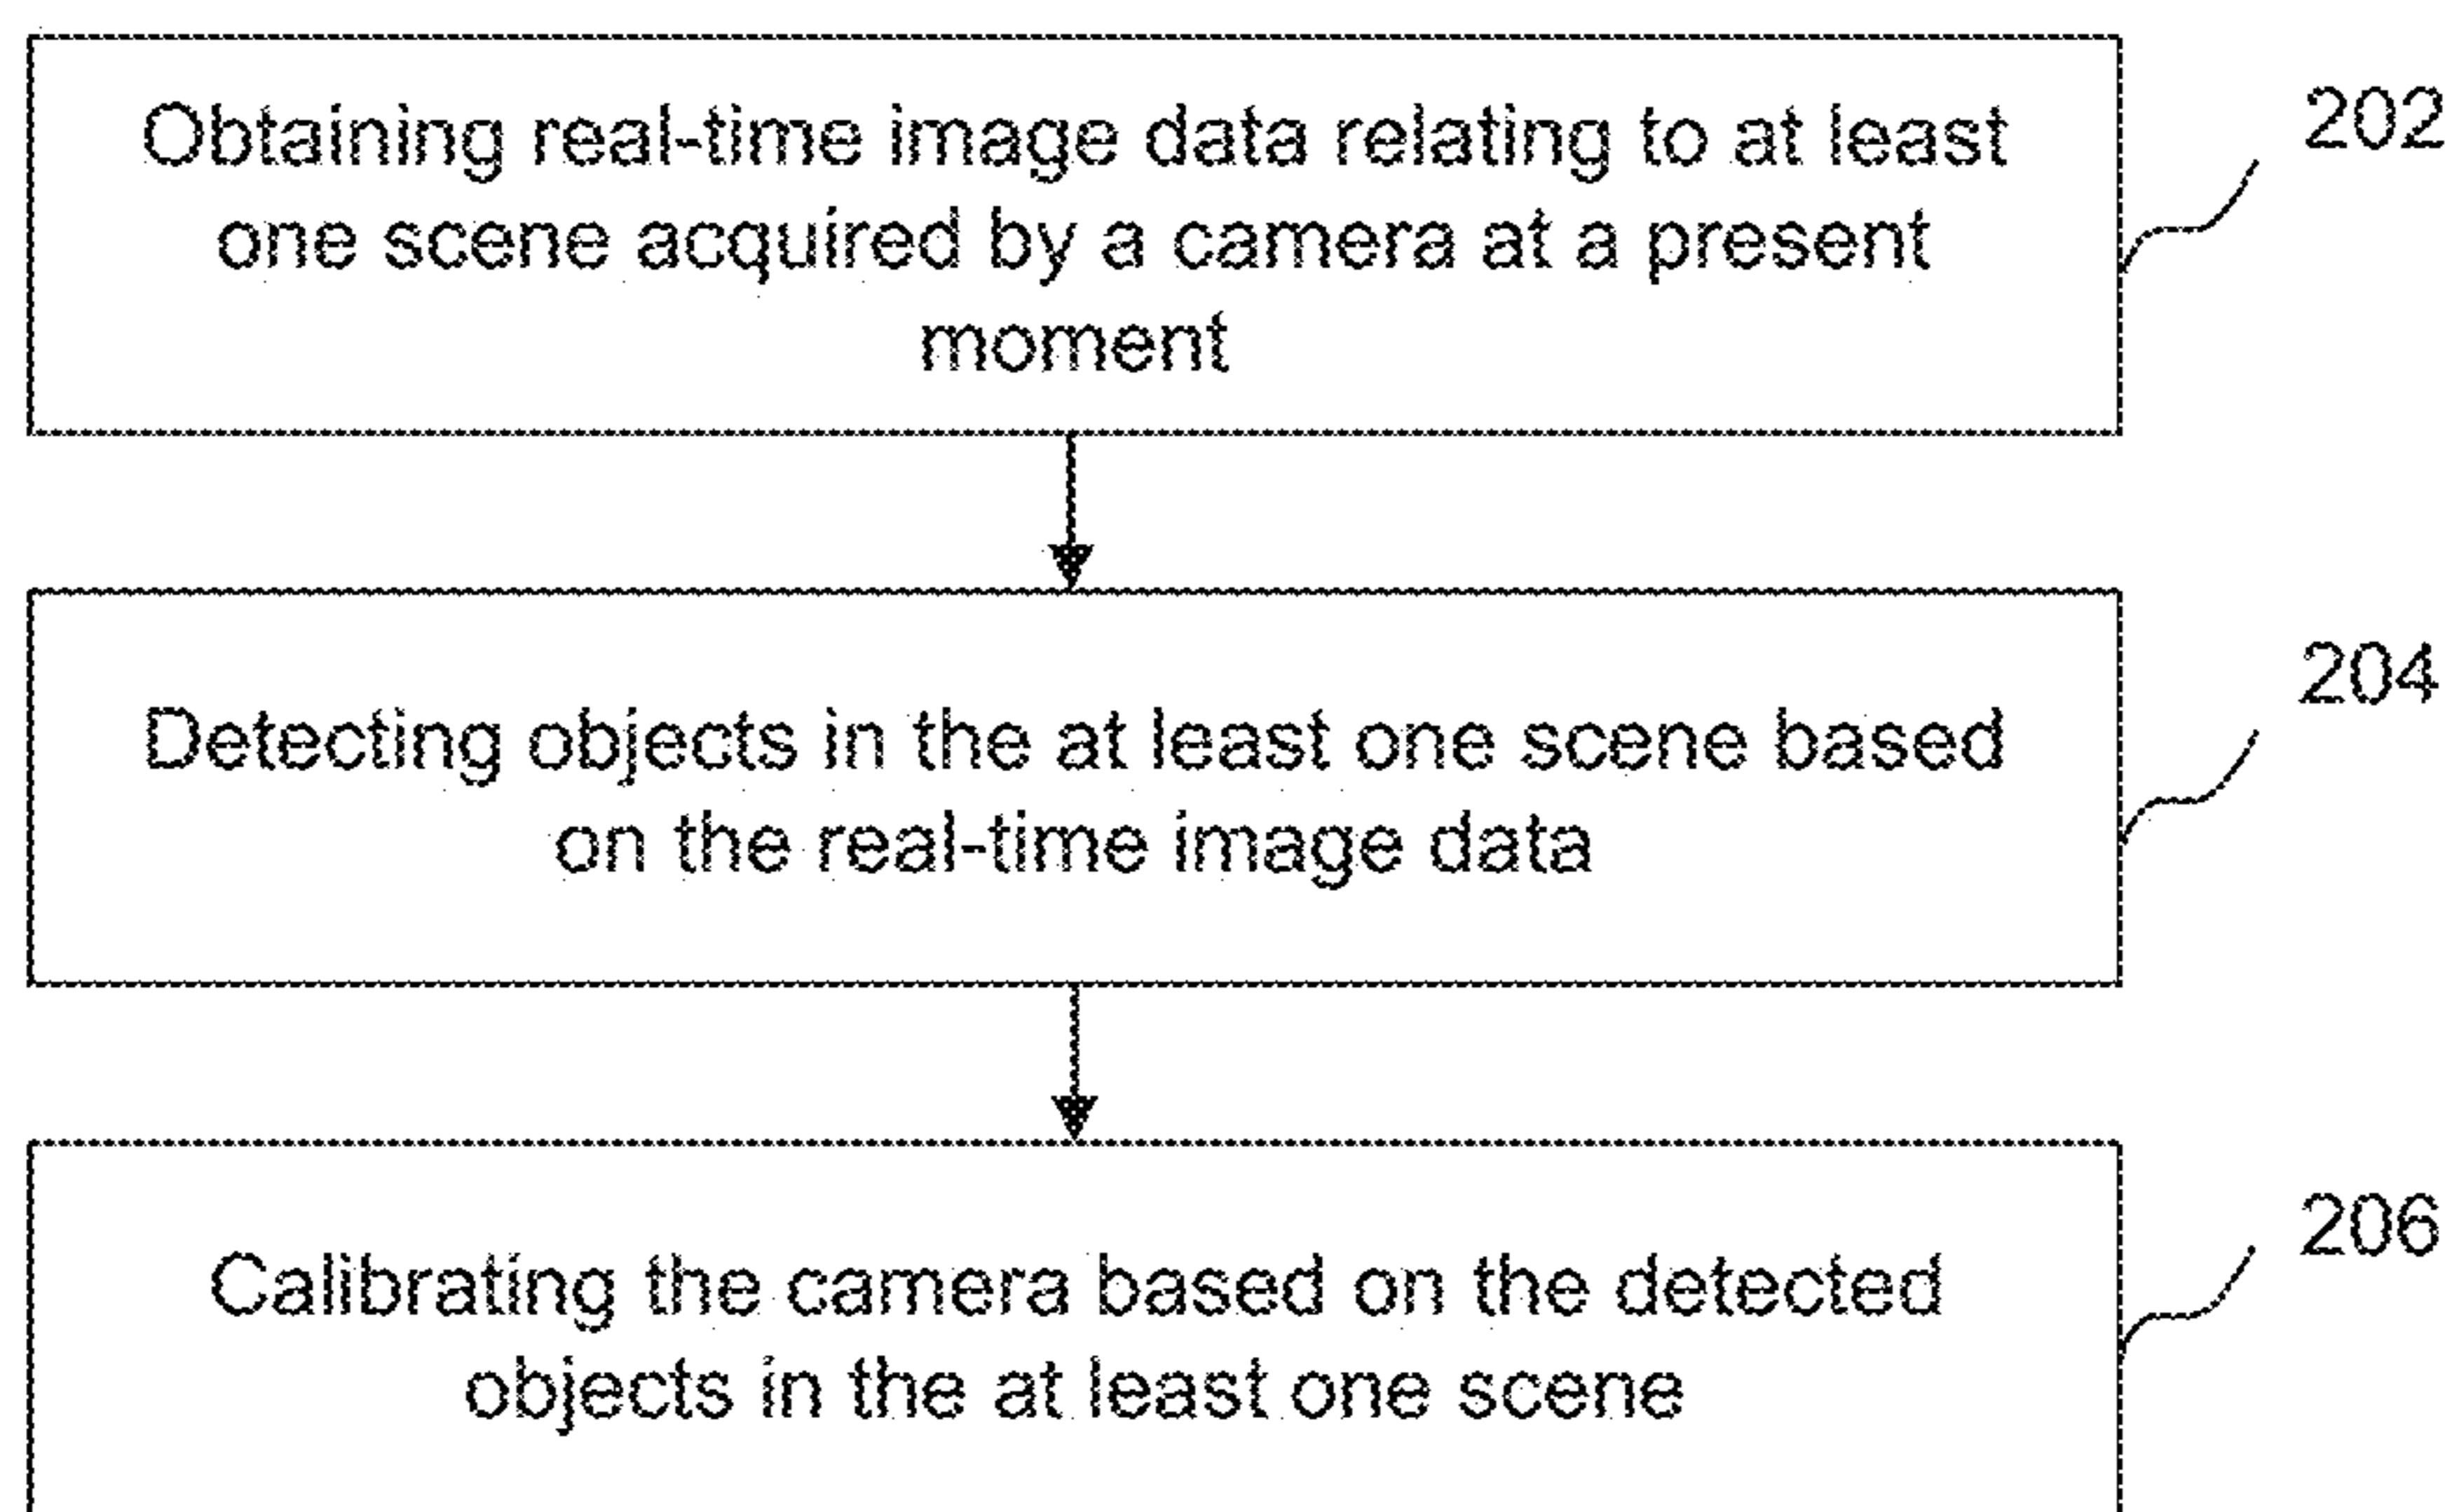 Obtaining real-time image data relating to at least
one scene acquired by a camera at a present
moment
202
Detecting objects in the at least one scene based
on the real-time image data
204
Calibrating the camera based on the detected
objects in the at least one scene
206